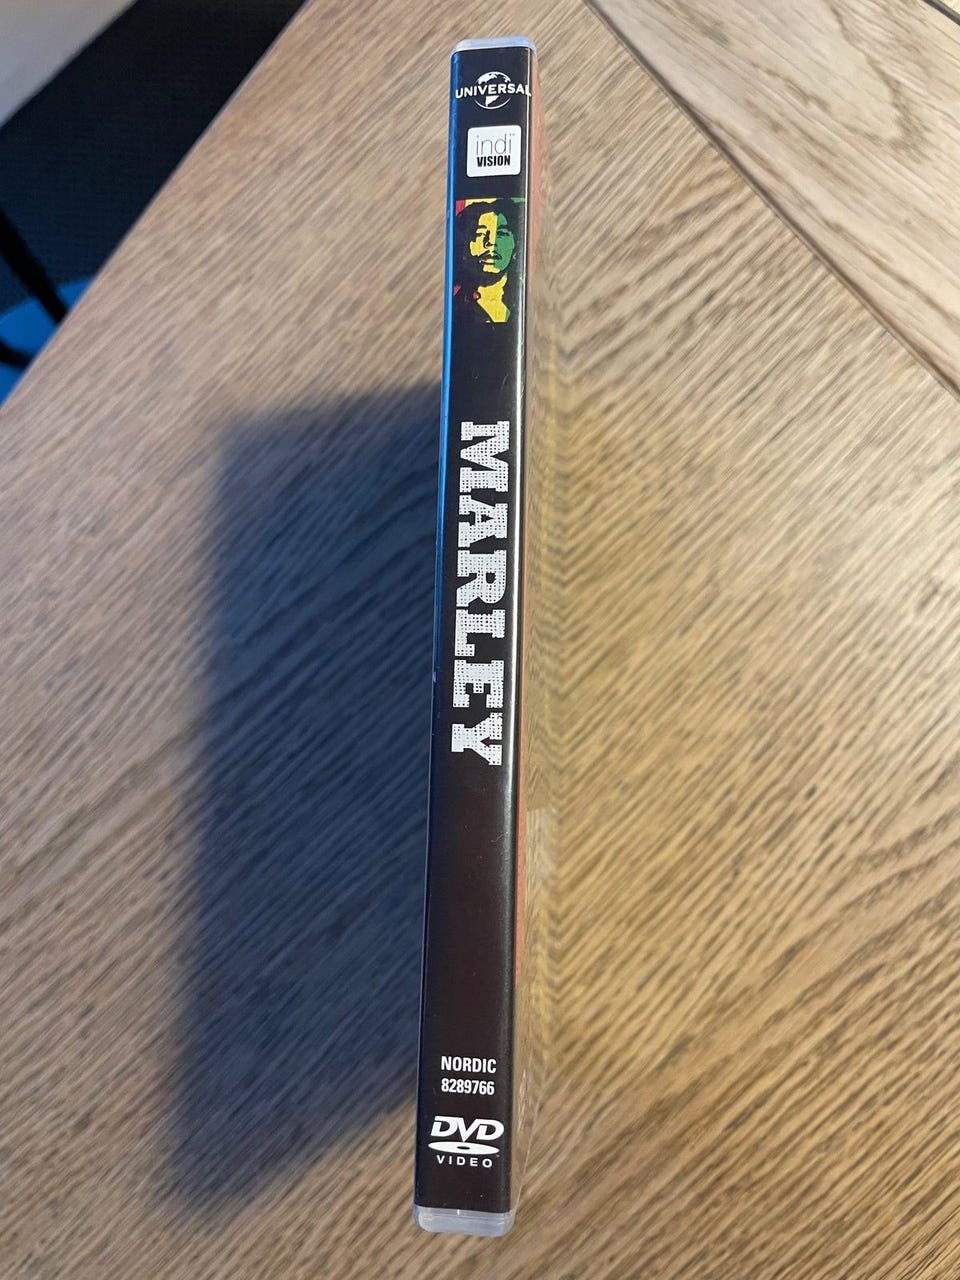 UNIVERSAL
indi
VISION
MARLEY
NORDIC
8289766
DVD
VIDEO